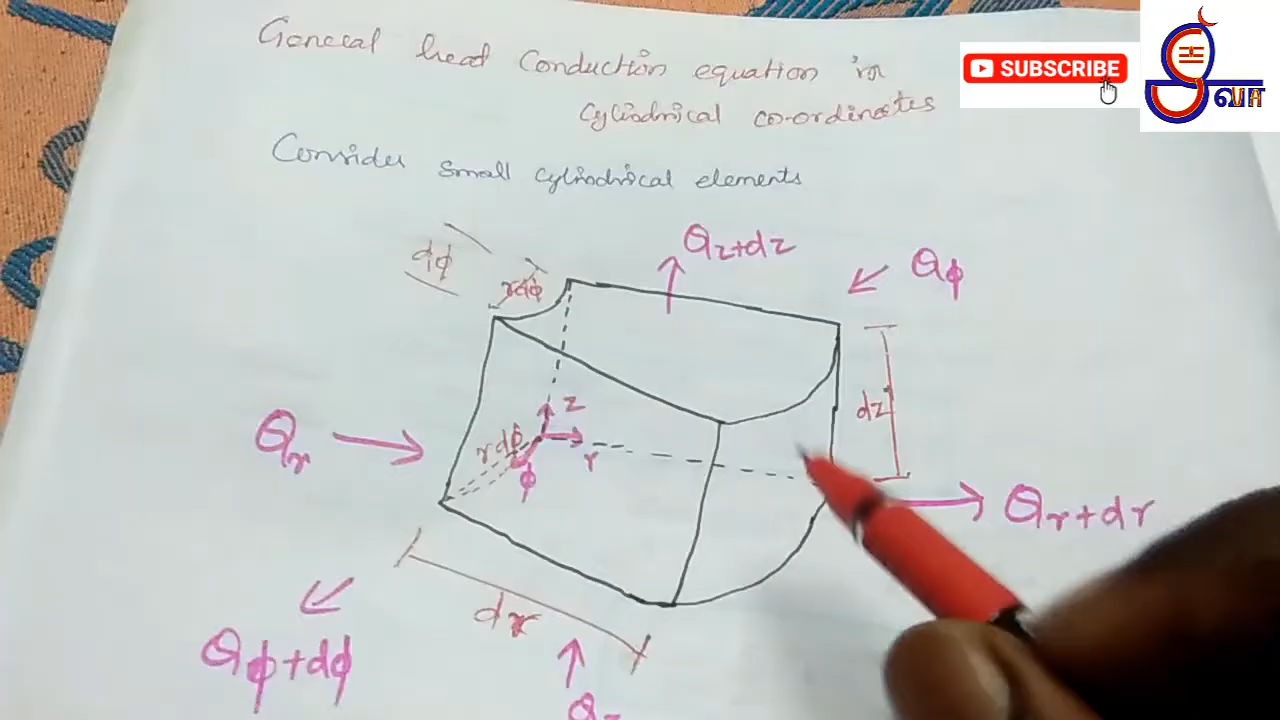 General head Conduction equation in
Cylindrical co-ordinates
SUBSCRIBE
சிவா
Consider small cylindrical elements
Qz+dz
Qϕ
dϕ
rdϕ
dz
z
Qr
rdϕ
r
ϕ
Qr+dr
dr
Qϕ+dϕ